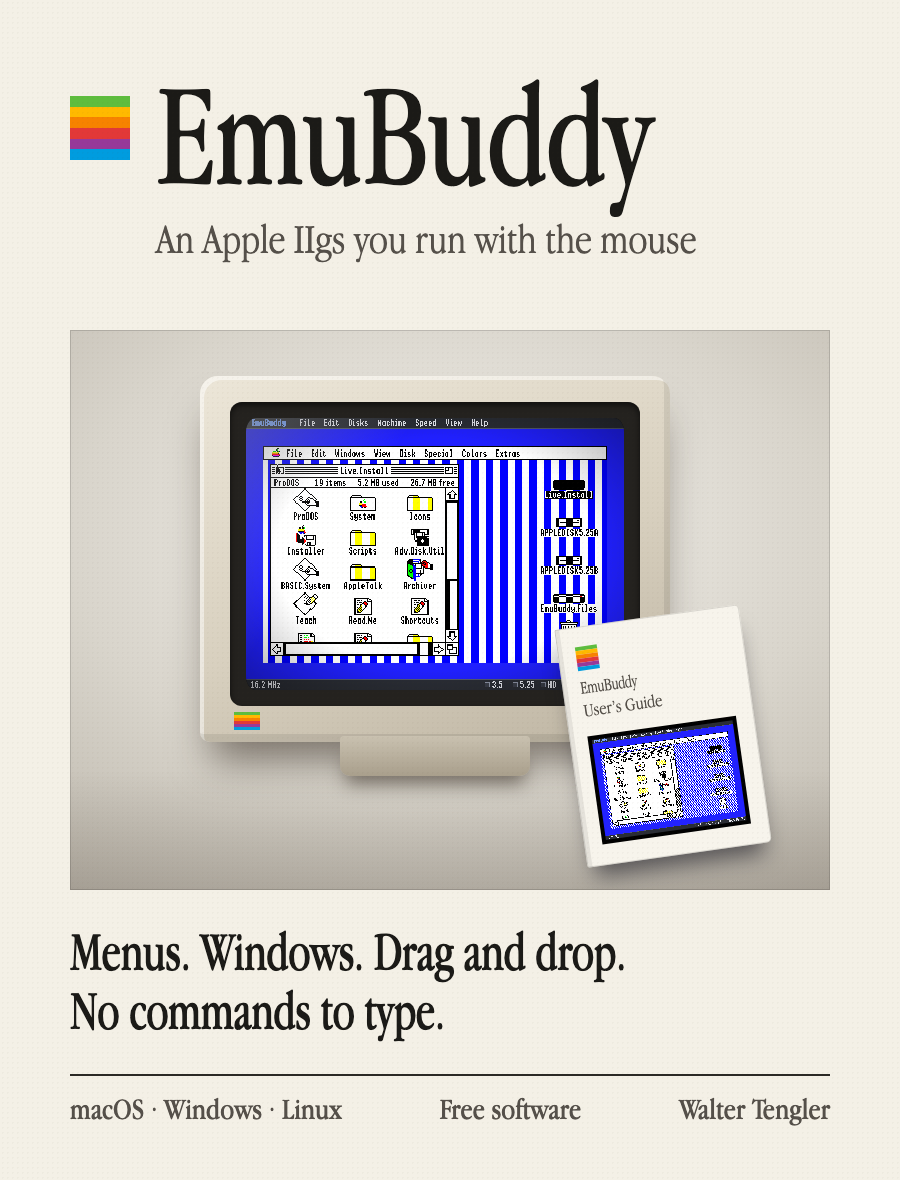 EmuBuddy
An Apple IIgs you run with the mouse
EmuBuddy File Edit Disks Machine Speed View Help
File Edit Windows View Disk Special Colors Extras
Live.Install
ProDOS 19 items 5.2 MB used 26.7 MB free
ProDOS System Icons
Installer Scripts Adv.Disk.Util
BASIC.System AppleTalk Archiver
Teach Read.Me Shortcuts
Live.Install
APPLEDISK5.25A
APPLEDISK5.25B
EmuBuddy.Files
16.2 MHz 3.5 5.25 HD
EmuBuddy
User's Guide
Menus. Windows. Drag and drop.
No commands to type.
macOS · Windows · Linux Free software Walter Tengler